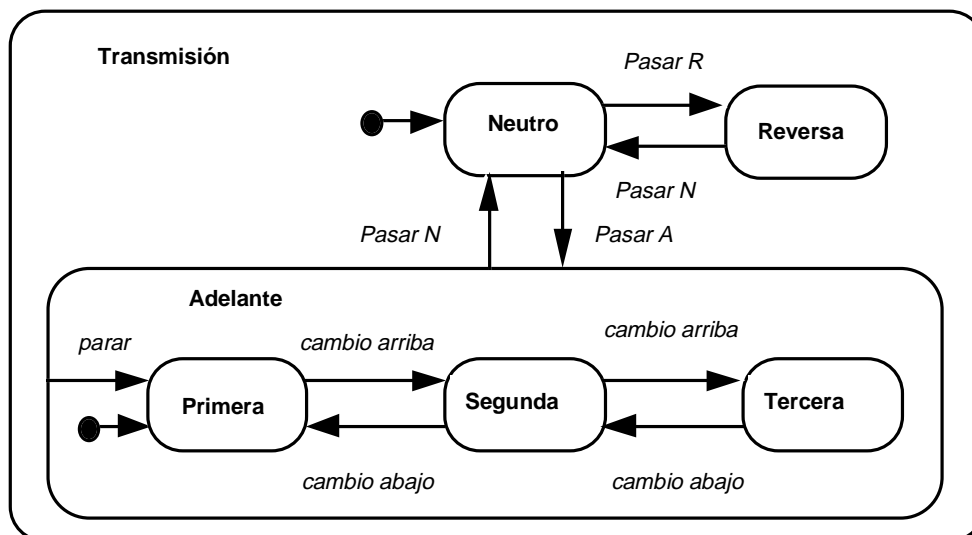 Transmisión
Pasar R
Neutro
Reversa
Pasar N
Pasar N
Pasar A
Adelante
parar
cambio arriba
cambio arriba
Primera
Segunda
Tercera
cambio abajo
cambio abajo